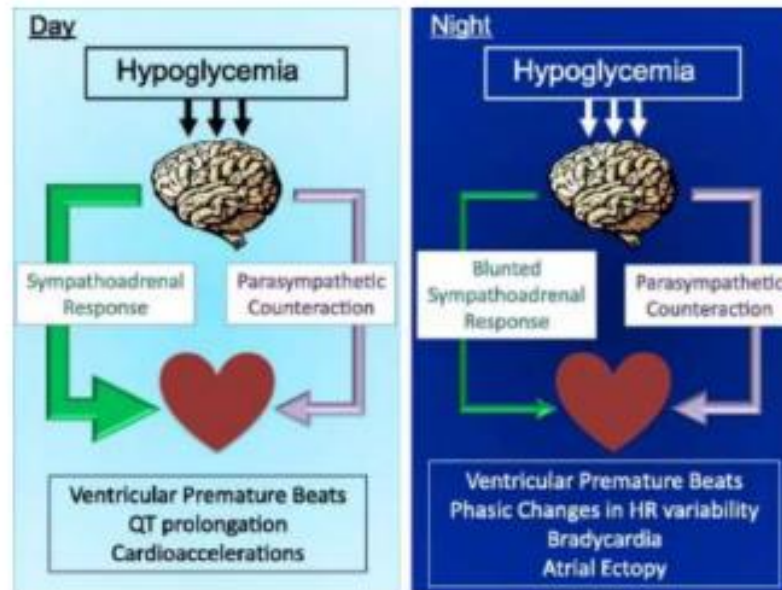 Day
Hypoglycemia
Sympathoadrenal
Response
Parasympathetic
Counteraction
Ventricular Premature Beats
QT prolongation
Cardioaccelerations
Night
Hypoglycemia
Blunted
Sympathoadrenal
Response
Parasympathetic
Counteraction
Ventricular Premature Beats
Phasic Changes in HR variability
Bradycardia
Atrial Ectopy